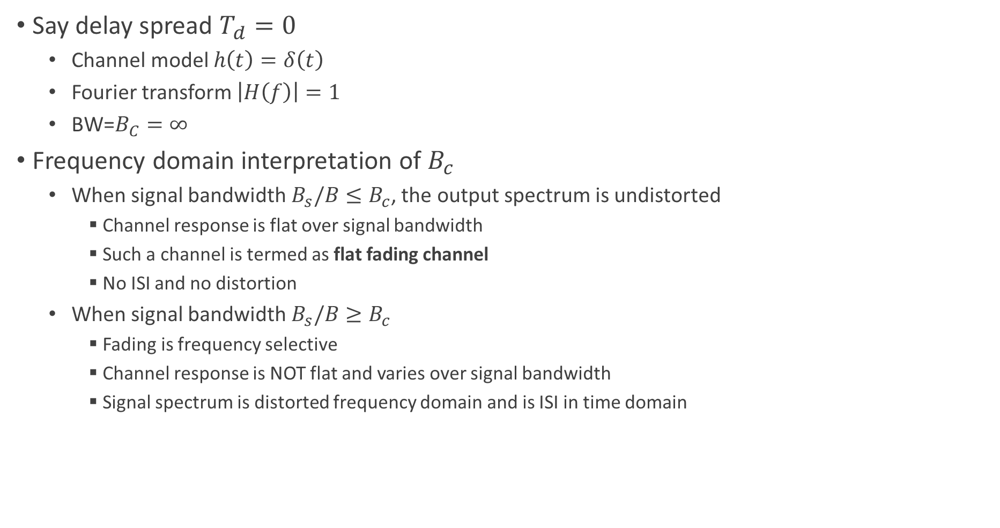 • Say delay spread T_d = 0
• Channel model h(t) = δ(t)
• Fourier transform |H(f)| = 1
• BW=B_C = ∞
• Frequency domain interpretation of B_c
• When signal bandwidth B_s/B ≤ B_c, the output spectrum is undistorted
▪ Channel response is flat over signal bandwidth
▪ Such a channel is termed as flat fading channel
▪ No ISI and no distortion
• When signal bandwidth B_s/B ≥ B_c
▪ Fading is frequency selective
▪ Channel response is NOT flat and varies over signal bandwidth
▪ Signal spectrum is distorted frequency domain and is ISI in time domain